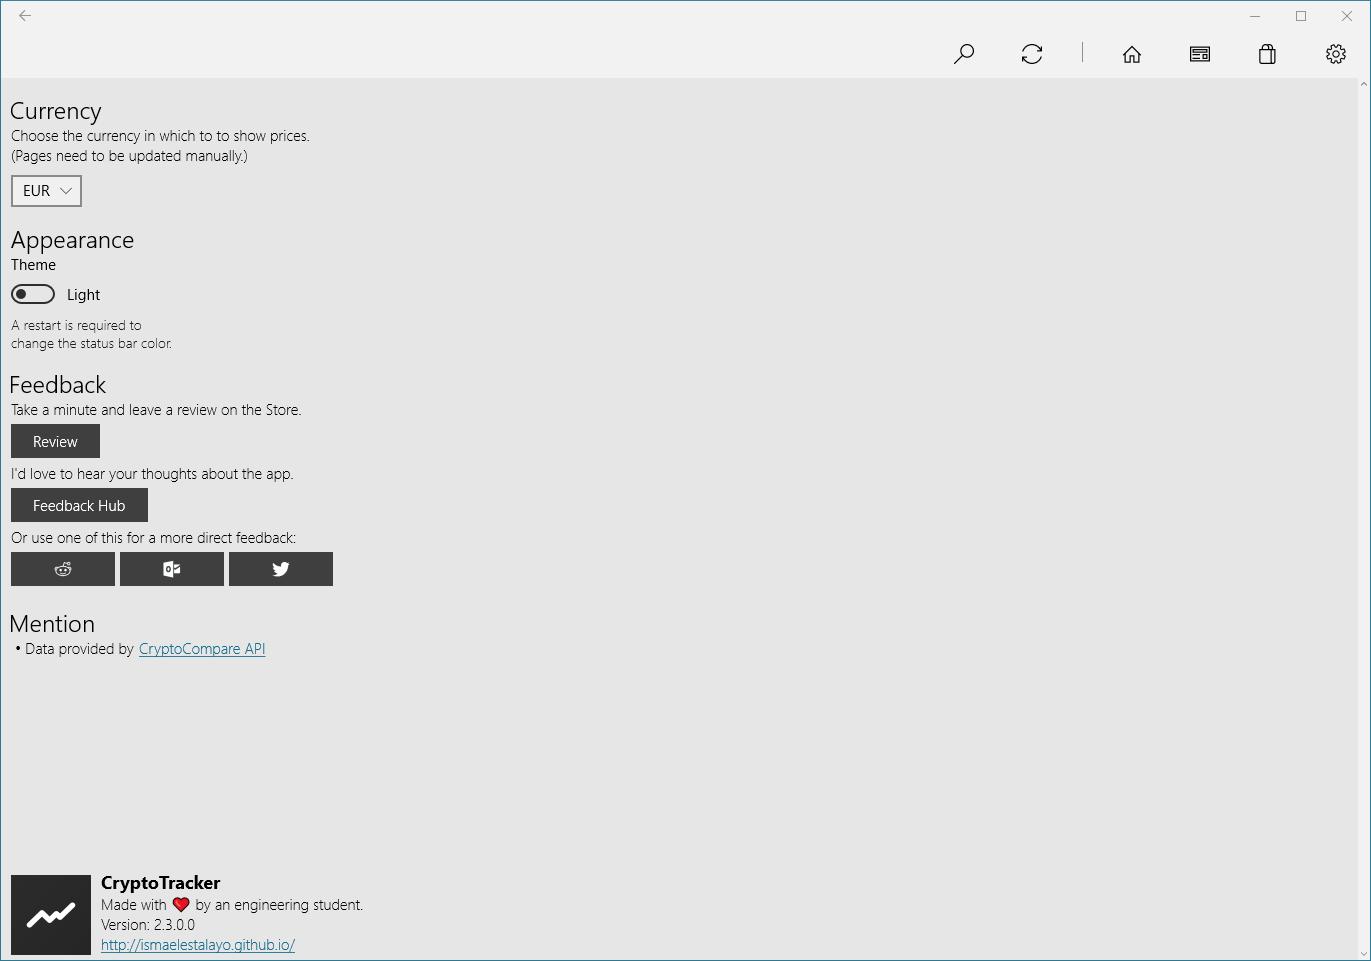 Currency
Choose the currency in which to to show prices.
(Pages need to be updated manually.)
EUR
Appearance
Theme
Light
A restart is required to
change the status bar color.
Feedback
Take a minute and leave a review on the Store.
Review
I'd love to hear your thoughts about the app.
Feedback Hub
Or use one of this for a more direct feedback:
Mention
• Data provided by CryptoCompare API
CryptoTracker
Made with ❤ by an engineering student.
Version: 2.3.0.0
http://ismaelestalayo.github.io/